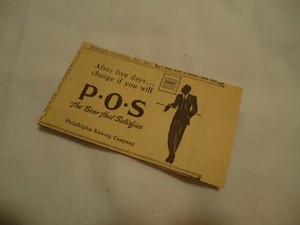 After five days...
change if you will
P.O.S
The Beer that Satisfies
Philadelphia Brewing Company